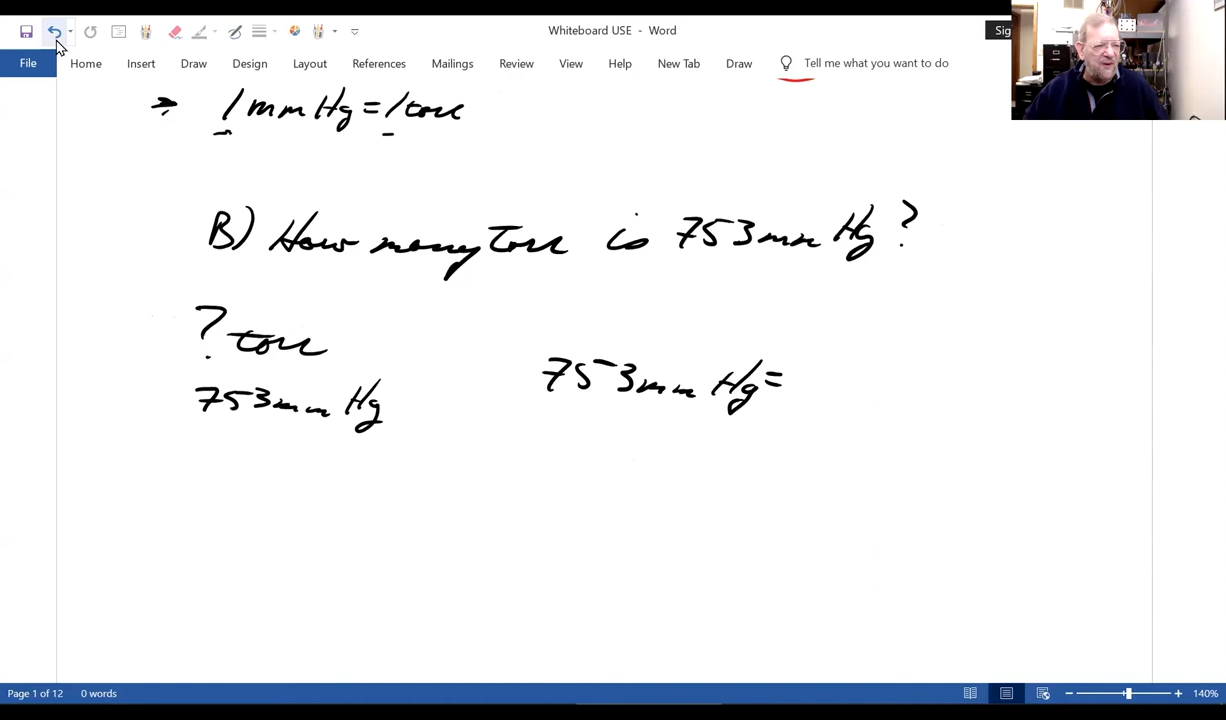 Whiteboard USE - Word
File Home Insert Draw Design Layout References Mailings Review View Help New Tab Draw Tell me what you want to do
→ 1 mm Hg = 1 torr
B) How many Torr is 753 mm Hg?
? torr
753 mm Hg
753 mm Hg =
Page 1 of 12 0 words 140%